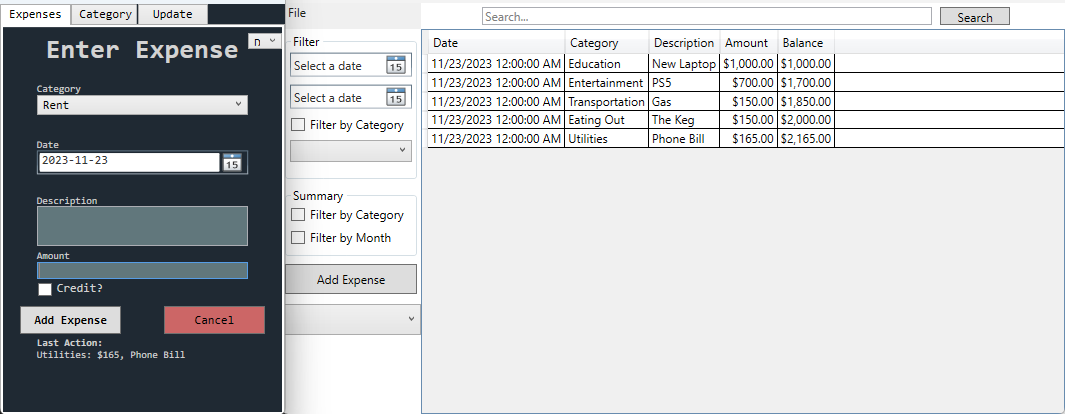 Expenses Category Update
Enter Expense
n
Category
Rent
Date
2023-11-23
15
Description
Amount
Credit?
Add Expense Cancel
Last Action:
Utilities: $165, Phone Bill
File
Filter
Select a date 15
Select a date 15
Filter by Category
Summary
Filter by Category
Filter by Month
Add Expense
Search... Search
Date Category Description Amount Balance
11/23/2023 12:00:00 AM Education New Laptop $1,000.00 $1,000.00
11/23/2023 12:00:00 AM Entertainment PS5 $700.00 $1,700.00
11/23/2023 12:00:00 AM Transportation Gas $150.00 $1,850.00
11/23/2023 12:00:00 AM Eating Out The Keg $150.00 $2,000.00
11/23/2023 12:00:00 AM Utilities Phone Bill $165.00 $2,165.00